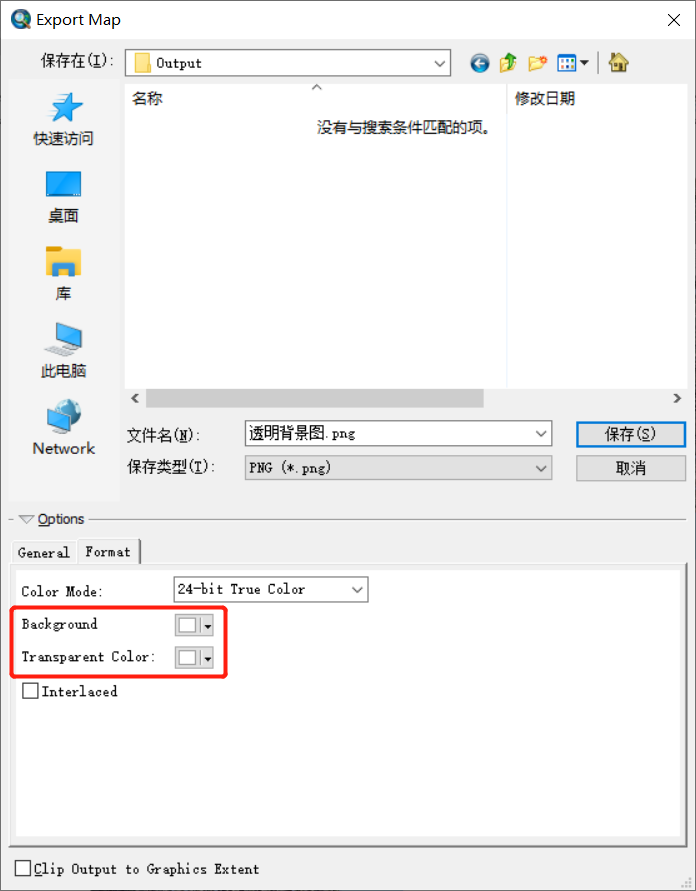 Export Map
保存在(I):
Output
名称
修改日期
没有与搜索条件匹配的项。
快速访问
桌面
库
此电脑
Network
文件名(N):
透明背景图.png
保存(S)
保存类型(T):
PNG (*.png)
取消
Options
General
Format
Color Mode:
24-bit True Color
Background
Transparent Color:
Interlaced
Clip Output to Graphics Extent